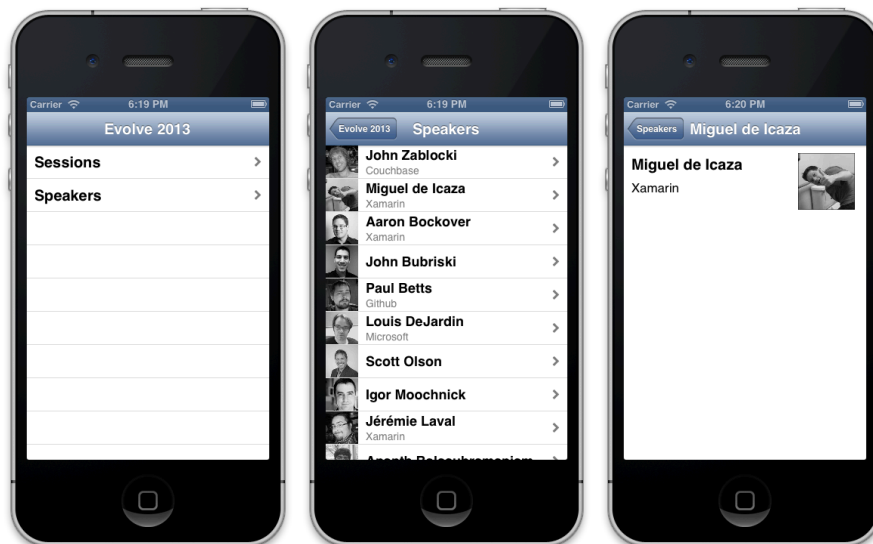 Carrier 6:19 PM
Evolve 2013
Sessions
Speakers
Carrier 6:19 PM
Evolve 2013 Speakers
John Zablocki
Couchbase
Miguel de Icaza
Xamarin
Aaron Bockover
Xamarin
John Bubriski
Paul Betts
Github
Louis DeJardin
Microsoft
Scott Olson
Igor Moochnick
Jérémie Laval
Xamarin
Carrier 6:20 PM
Speakers Miguel de Icaza
Miguel de Icaza
Xamarin